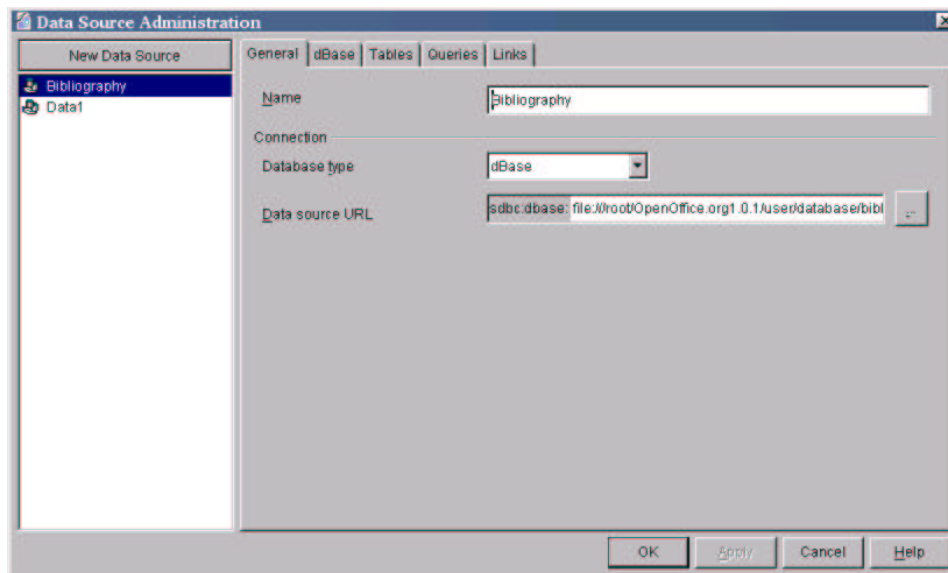 Data Source Administration
New Data Source
Bibliography
Data1
General dBase Tables Queries Links
Name Bibliography
Connection
Database type dBase
Data source URL sdbc:dbase: file:///root/OpenOffice.org1.0.1/user/database/bibl ...
OK Apply Cancel Help